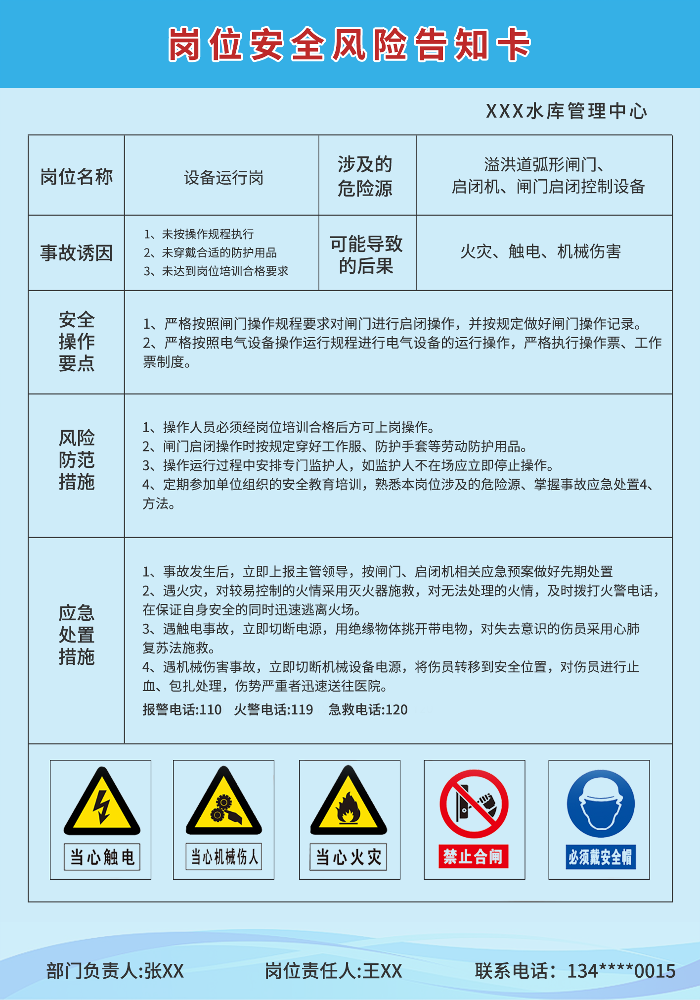 岗位安全风险告知卡
XXX水库管理中心
岗位名称
设备运行岗
涉及的
危险源
溢洪道弧形闸门、
启闭机、闸门启闭控制设备
事故诱因
1、未按操作规程执行
2、未穿戴合适的防护用品
3、未达到岗位培训合格要求
可能导致
的后果
火灾、触电、机械伤害
安全
操作
要点
1、严格按照闸门操作规程要求对闸门进行启闭操作，并按规定做好闸门操作记录。
2、严格按照电气设备操作运行规程进行电气设备的运行操作，严格执行操作票、工作
票制度。
风险
防范
措施
1、操作人员必须经岗位培训合格后方可上岗操作。
2、闸门启闭操作时按规定穿好工作服、防护手套等劳动防护用品。
3、操作运行过程中安排专门监护人，如监护人不在场应立即停止操作。
4、定期参加单位组织的安全教育培训，熟悉本岗位涉及的危险源、掌握事故应急处置4、
方法。
应急
处置
措施
1、事故发生后，立即上报主管领导，按闸门、启闭机相关应急预案做好先期处置
2、遇火灾，对较易控制的火情采用灭火器施救，对无法处理的火情，及时拨打火警电话，
在保证自身安全的同时迅速逃离火场。
3、遇触电事故，立即切断电源，用绝缘物体挑开带电物，对失去意识的伤员采用心肺
复苏法施救。
4、遇机械伤害事故，立即切断机械设备电源，将伤员转移到安全位置，对伤员进行止
血、包扎处理，伤势严重者迅速送往医院。
报警电话:110 火警电话:119 急救电话:120
当心触电
当心机械伤人
当心火灾
禁止合闸
必须戴安全帽
部门负责人:张XX
岗位责任人:王XX
联系电话：134****0015